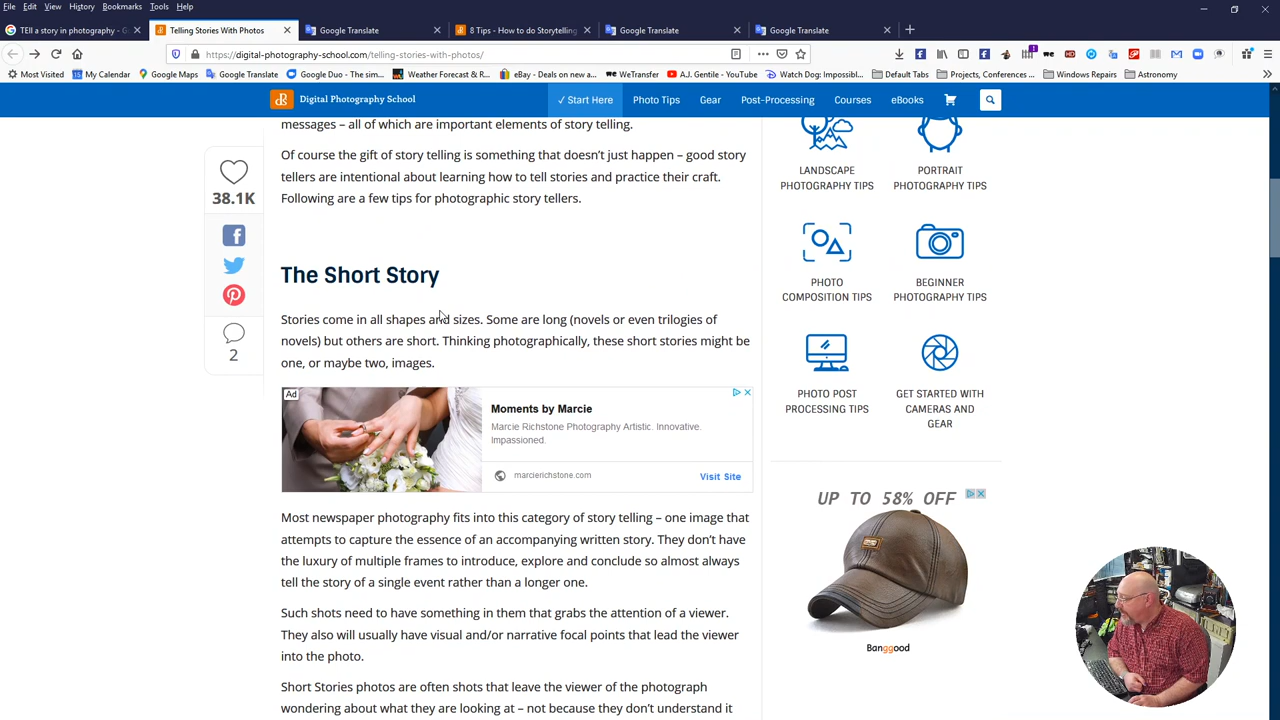 File Edit View History Bookmarks Tools Help
TEll a story in photography - G
Telling Stories With Photos
Google Translate
8 Tips - How to do Storytelling
Google Translate
Google Translate
https://digital-photography-school.com/telling-stories-with-photos/
Most Visited
My Calendar
Google Maps
Google Translate
Google Duo - The sim...
Weather Forecast & R...
eBay - Deals on new a...
WeTransfer
A.J. Gentile - YouTube
Watch Dog: Impossibl...
Default Tabs
Projects, Conferences ...
Windows Repairs
Astronomy
dPS Digital Photography School
✓ Start Here
Photo Tips
Gear
Post-Processing
Courses
eBooks
messages – all of which are important elements of story telling.
Of course the gift of story telling is something that doesn’t just happen – good story
tellers are intentional about learning how to tell stories and practice their craft.
Following are a few tips for photographic story tellers.
38.1K
2
The Short Story
Stories come in all shapes and sizes. Some are long (novels or even trilogies of
novels) but others are short. Thinking photographically, these short stories might be
one, or maybe two, images.
Ad
Moments by Marcie
Marcie Richstone Photography Artistic. Innovative.
Impassioned.
marcierichstone.com
Visit Site
Most newspaper photography fits into this category of story telling – one image that
attempts to capture the essence of an accompanying written story. They don’t have
the luxury of multiple frames to introduce, explore and conclude so almost always
tell the story of a single event rather than a longer one.
Such shots need to have something in them that grabs the attention of a viewer.
They also will usually have visual and/or narrative focal points that lead the viewer
into the photo.
Short Stories photos are often shots that leave the viewer of the photograph
wondering about what they are looking at – not because they don’t understand it
LANDSCAPE
PHOTOGRAPHY TIPS
PORTRAIT
PHOTOGRAPHY TIPS
PHOTO
COMPOSITION TIPS
BEGINNER
PHOTOGRAPHY TIPS
PHOTO POST
PROCESSING TIPS
GET STARTED WITH
CAMERAS AND
GEAR
UP TO 58% OFF
Banggood